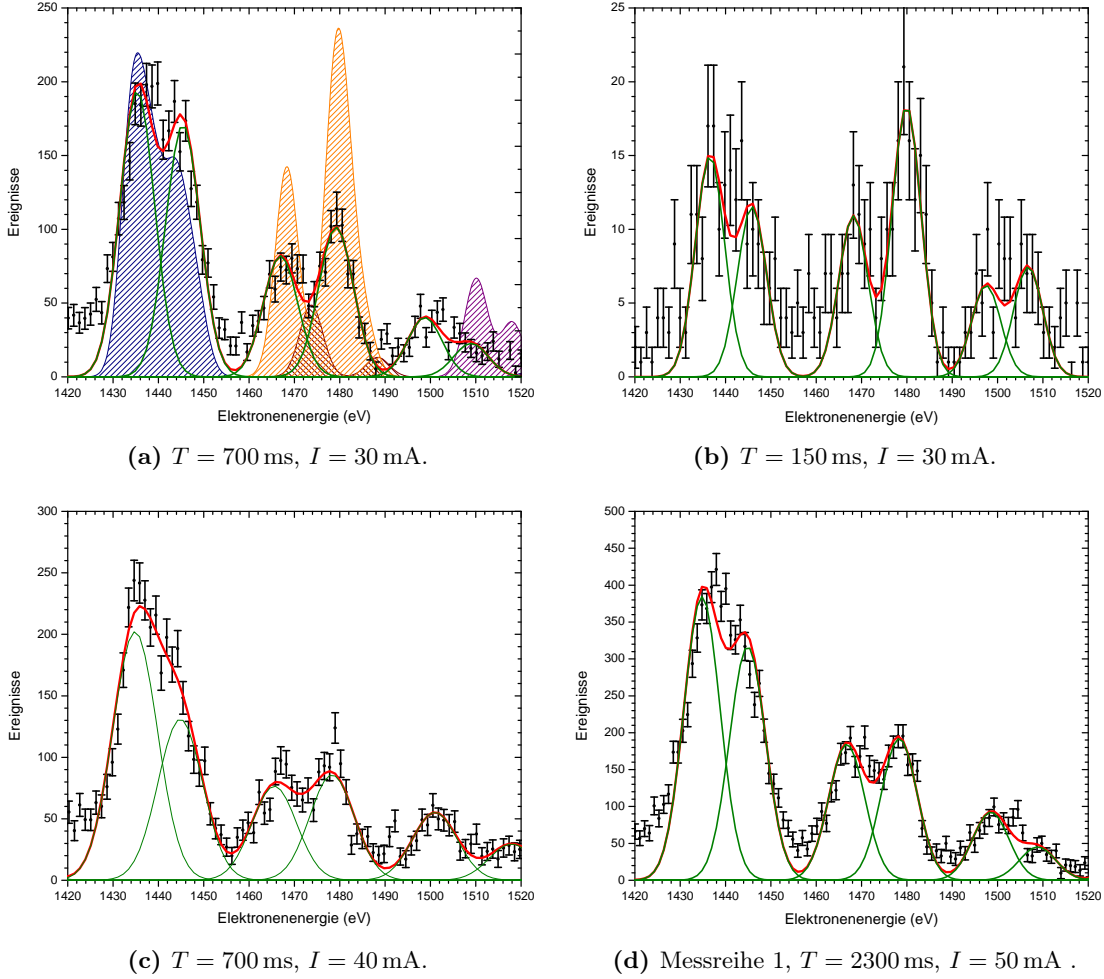 250
200
150
100
50
0
Ereignisse
1420 1430 1440 1450 1460 1470 1480 1490 1500 1510 1520
Elektronenenergie (eV)
(a) T = 700 ms, I = 30 mA.
25
20
15
10
5
0
Ereignisse
1420 1430 1440 1450 1460 1470 1480 1490 1500 1510 1520
Elektronenenergie (eV)
(b) T = 150 ms, I = 30 mA.
300
250
200
150
100
50
0
Ereignisse
1420 1430 1440 1450 1460 1470 1480 1490 1500 1510 1520
Elektronenenergie (eV)
(c) T = 700 ms, I = 40 mA.
500
450
400
350
300
250
200
150
100
50
0
Ereignisse
1420 1430 1440 1450 1460 1470 1480 1490 1500 1510 1520
Elektronenenergie (eV)
(d) Messreihe 1, T = 2300 ms, I = 50 mA .